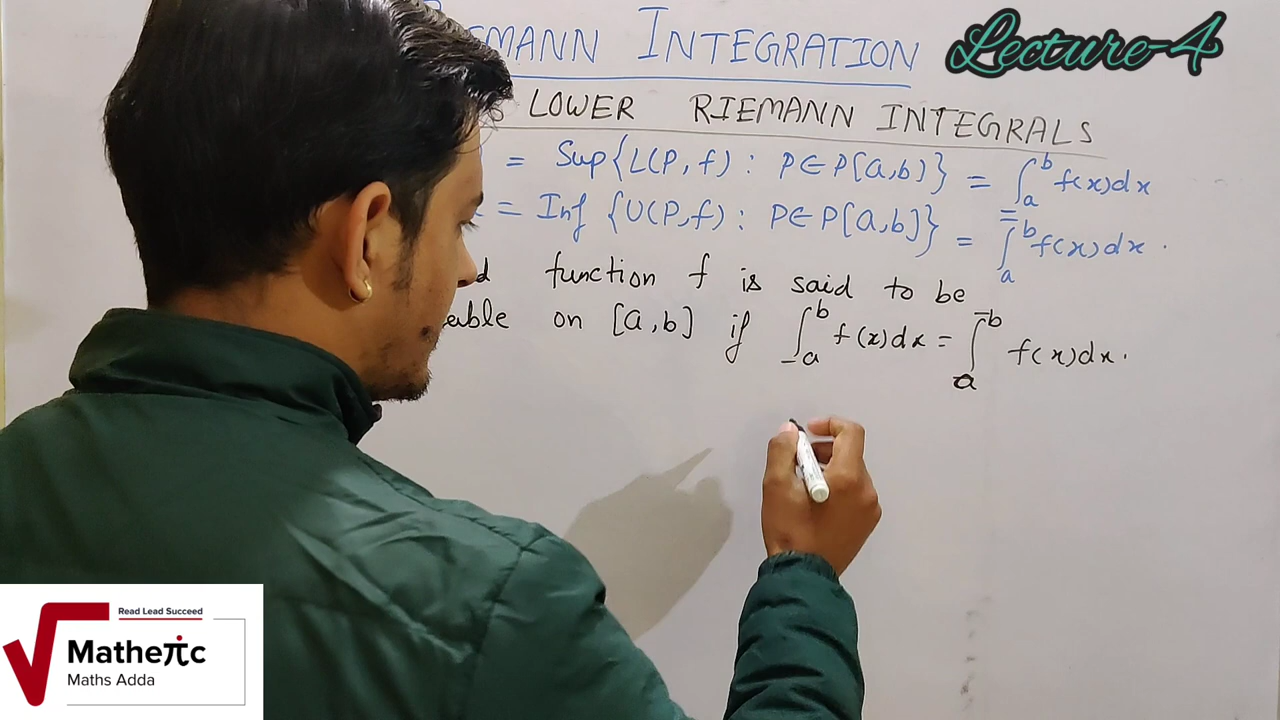 RIEMANN INTEGRATION
Lecture-4
LOWER RIEMANN INTEGRALS
= Sup{L(P,f) : P∈P[a,b)} = ∫_a^b f(x)dx
= Inf {U(P,f) : P∈P[a,b]} = ∫_a^b f(x)dx.
function f is said to be
able on [a,b] if ∫_a^b f(x)dx = ∫_a^b f(x)dx.
Read Lead Succeed
Matheπc
Maths Adda